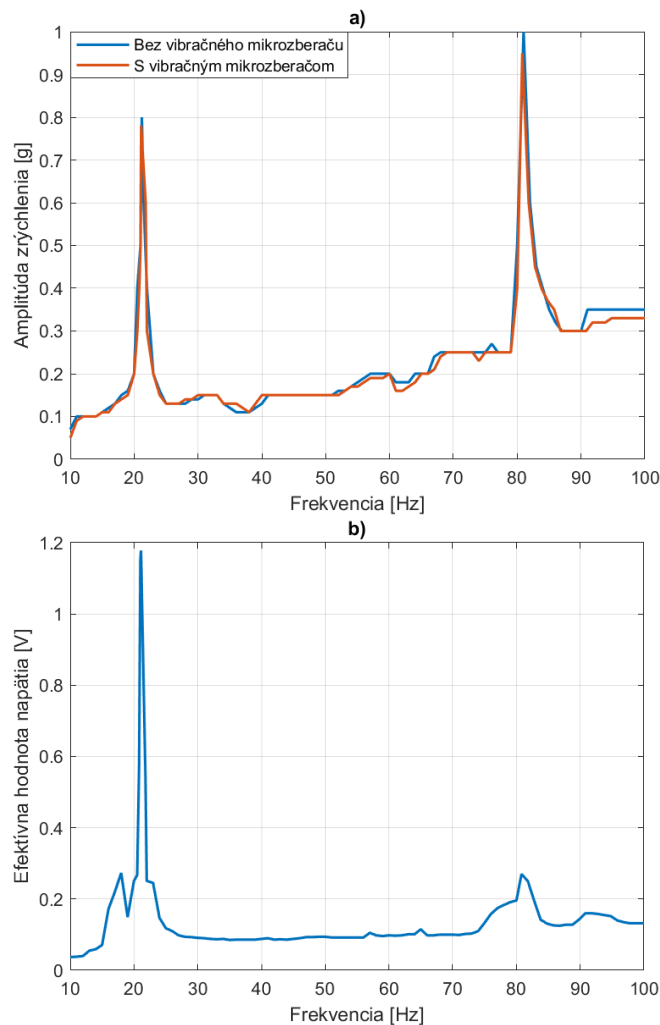 a)
Bez vibračného mikrozberaču
S vibračným mikrozberačom
Amplitúda zrýchlenia [g]
1
0.9
0.8
0.7
0.6
0.5
0.4
0.3
0.2
0.1
0
10 20 30 40 50 60 70 80 90 100
Frekvencia [Hz]
b)
Efektívna hodnota napätia [V]
1.2
1
0.8
0.6
0.4
0.2
0
10 20 30 40 50 60 70 80 90 100
Frekvencia [Hz]